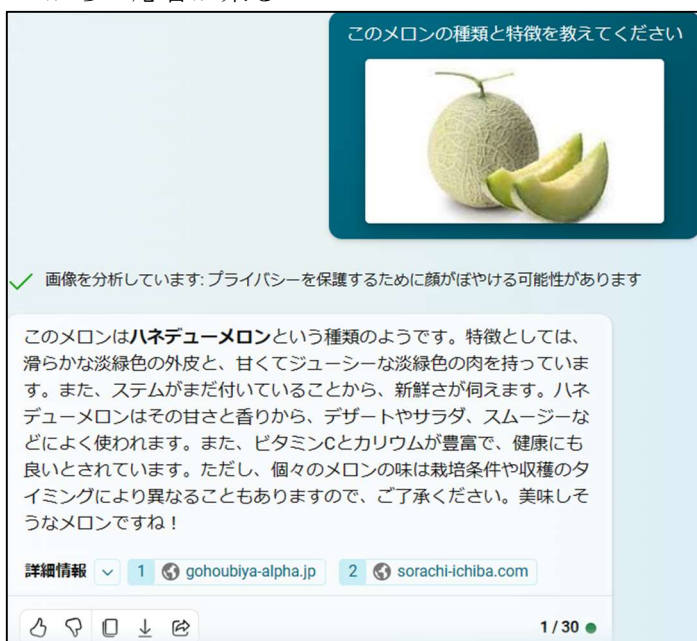 このメロンの種類と特徴を教えてください
画像を分析しています: プライバシーを保護するために顔がぼやける可能性があります
このメロンはハネデューメロンという種類のようです。特徴としては、
滑らかな淡緑色の外皮と、甘くてジューシーな淡緑色の肉を持っていま
す。また、ステムがまだ付いていることから、新鮮さが伺えます。ハネ
デューメロンはその甘さと香りから、デザートやサラダ、スムージーな
どによく使われます。また、ビタミンCとカリウムが豊富で、健康にも
良いとされています。ただし、個々のメロンの味は栽培条件や収穫のタ
イミングにより異なることもありますので、ご了承ください。美味しそ
うなメロンですね！
詳細情報 1 gohoubiya-alpha.jp 2 sorachi-ichiba.com
1 / 30